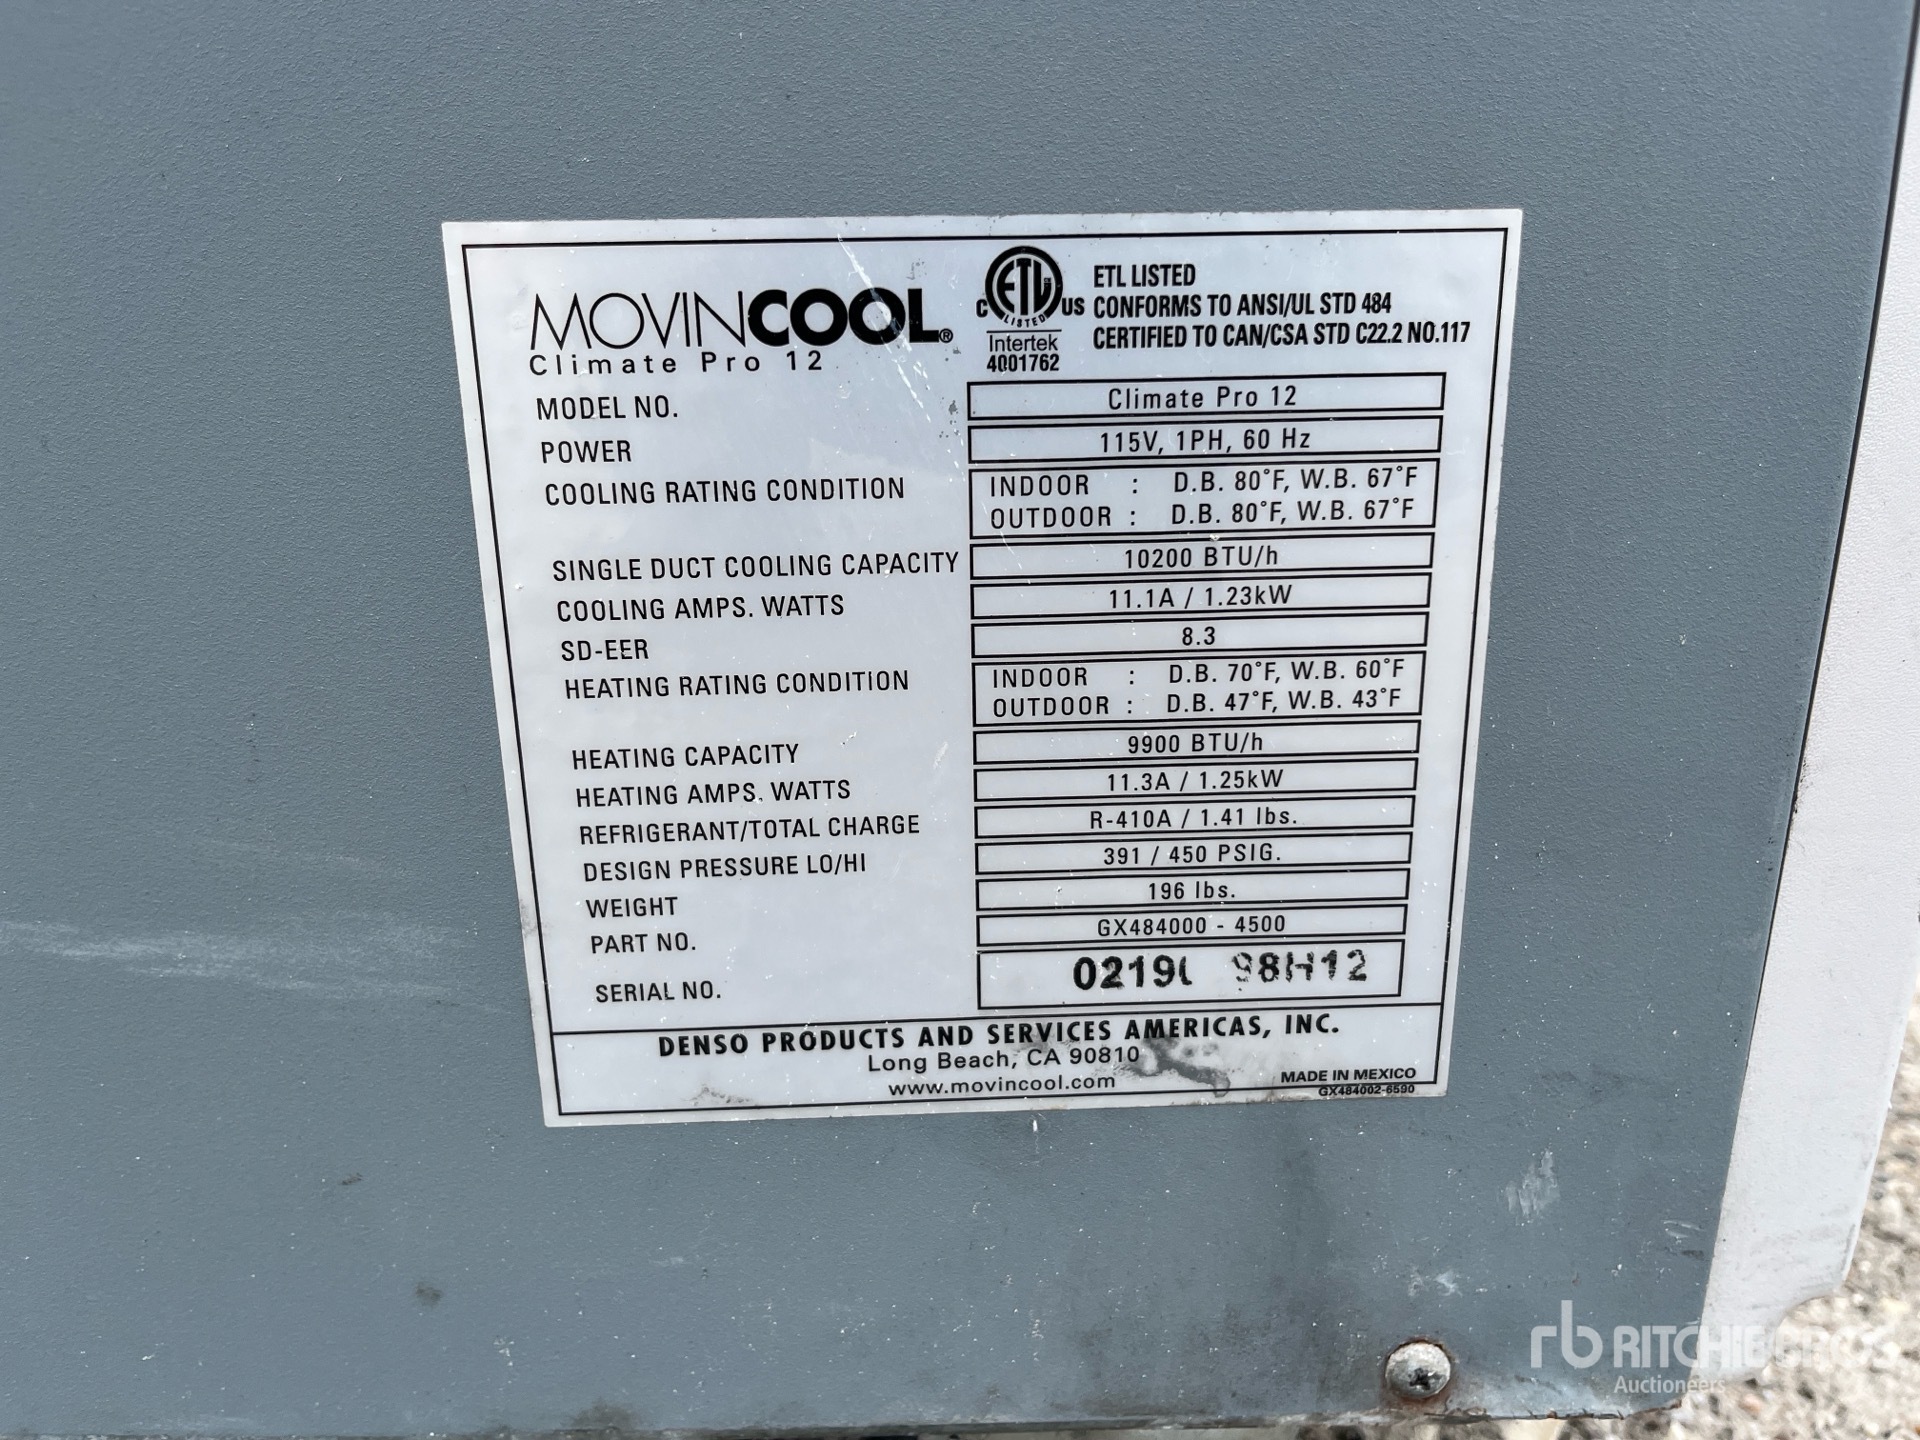 MOVINCOOL®
Climate Pro 12
C ETL US
LISTED
Intertek
4001762
ETL LISTED
CONFORMS TO ANSI/UL STD 484
CERTIFIED TO CAN/CSA STD C22.2 NO.117
MODEL NO. Climate Pro 12
POWER 115V, 1PH, 60 Hz
COOLING RATING CONDITION INDOOR : D.B. 80°F, W.B. 67°F
OUTDOOR : D.B. 80°F, W.B. 67°F
SINGLE DUCT COOLING CAPACITY 10200 BTU/h
COOLING AMPS. WATTS 11.1A / 1.23kW
SD-EER 8.3
HEATING RATING CONDITION INDOOR : D.B. 70°F, W.B. 60°F
OUTDOOR : D.B. 47°F, W.B. 43°F
HEATING CAPACITY 9900 BTU/h
HEATING AMPS. WATTS 11.3A / 1.25kW
REFRIGERANT/TOTAL CHARGE R-410A / 1.41 lbs.
DESIGN PRESSURE LO/HI 391 / 450 PSIG.
WEIGHT 196 lbs.
PART NO. GX484000 - 4500
SERIAL NO.
DENSO PRODUCTS AND SERVICES AMERICAS, INC.
Long Beach, CA 90810
www.movincool.com
MADE IN MEXICO
GX484002-6590
rb RITCHIE BROS
Auctioneers